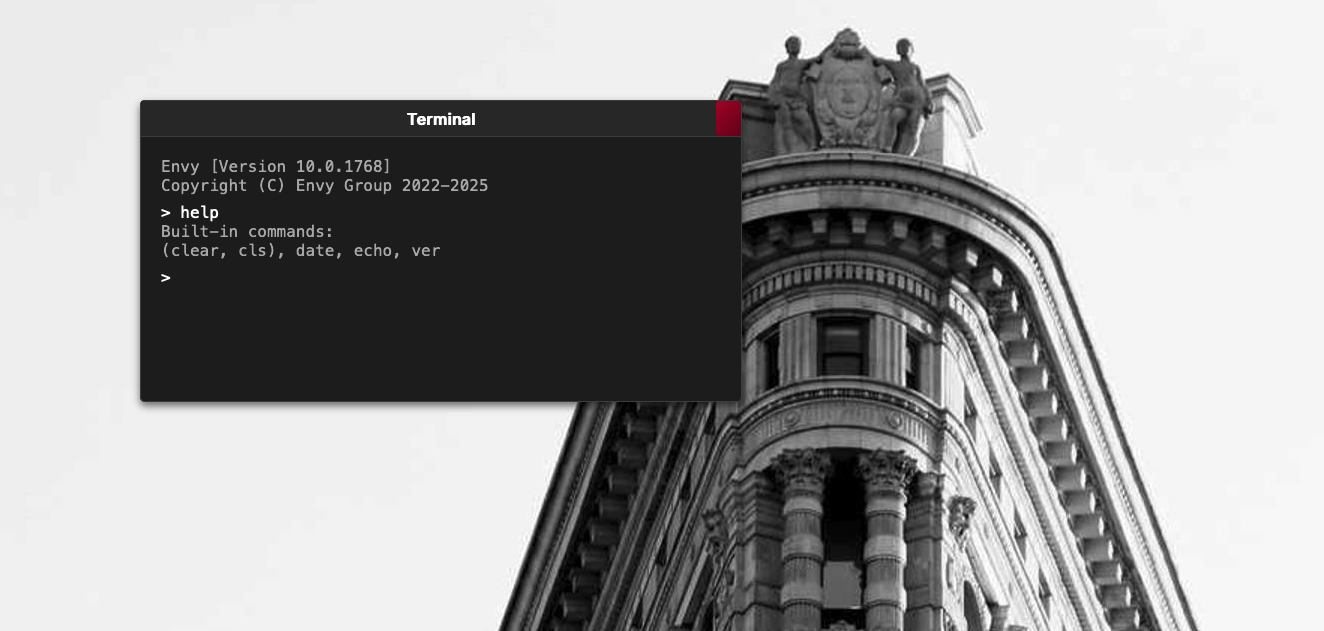 Terminal
Envy [Version 10.0.1768]
Copyright (C) Envy Group 2022-2025
> help
Built-in commands:
(clear, cls), date, echo, ver
>